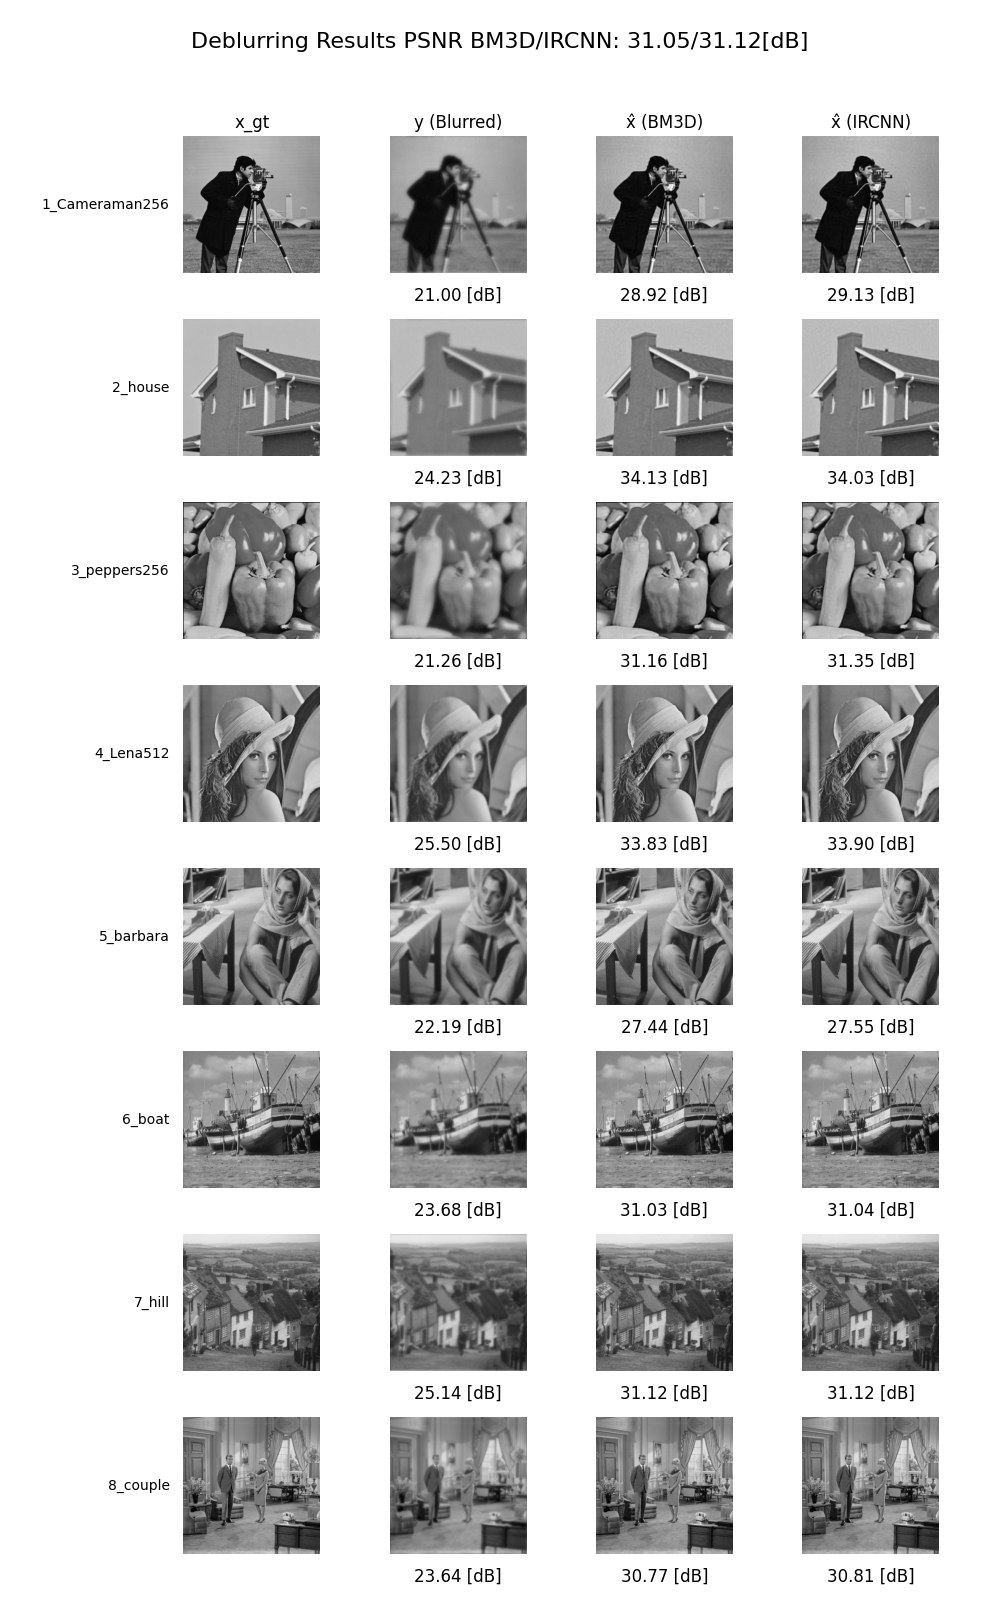 Deblurring Results PSNR BM3D/IRCNN: 31.05/31.12[dB]
x_gt y (Blurred) x̂ (BM3D) x̂ (IRCNN)
1_Cameraman256
21.00 [dB] 28.92 [dB] 29.13 [dB]
2_house
24.23 [dB] 34.13 [dB] 34.03 [dB]
3_peppers256
21.26 [dB] 31.16 [dB] 31.35 [dB]
4_Lena512
25.50 [dB] 33.83 [dB] 33.90 [dB]
5_barbara
22.19 [dB] 27.44 [dB] 27.55 [dB]
6_boat
23.68 [dB] 31.03 [dB] 31.04 [dB]
7_hill
25.14 [dB] 31.12 [dB] 31.12 [dB]
8_couple
23.64 [dB] 30.77 [dB] 30.81 [dB]